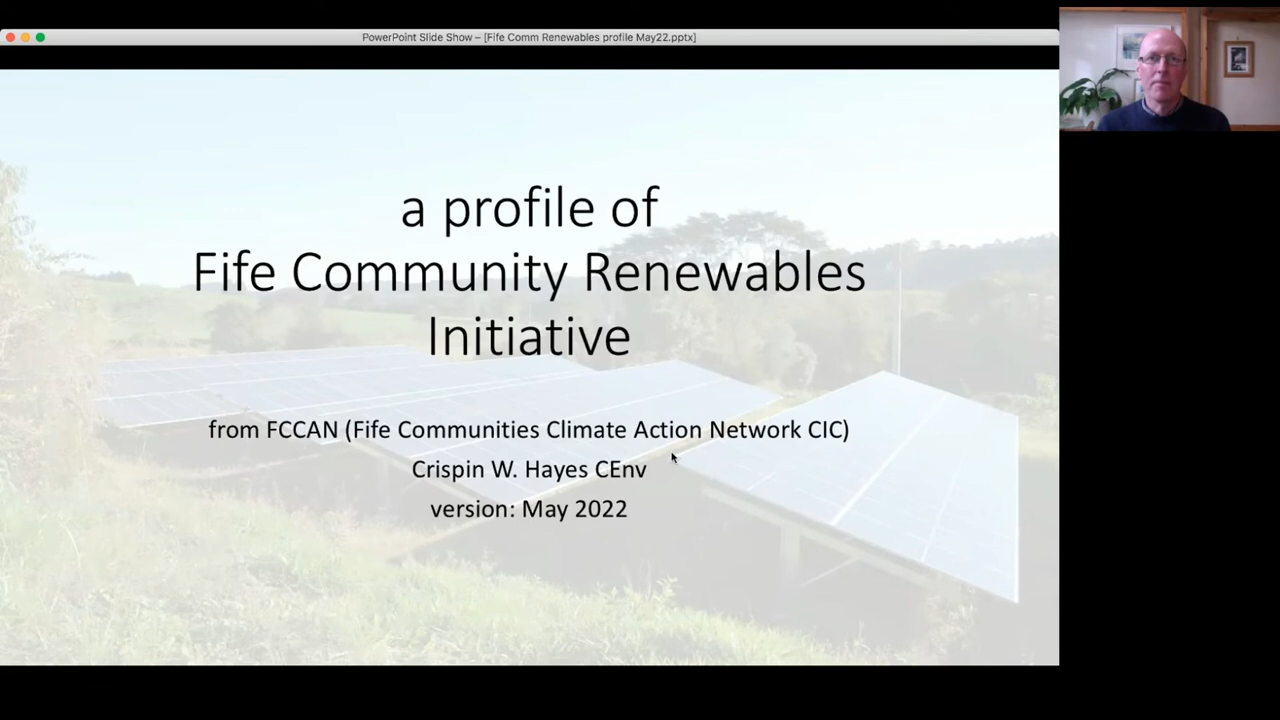 PowerPoint Slide Show – [Fife Comm Renewables profile May22.pptx]
a profile of
Fife Community Renewables
Initiative
from FCCAN (Fife Communities Climate Action Network CIC)
Crispin W. Hayes CEnv
version: May 2022